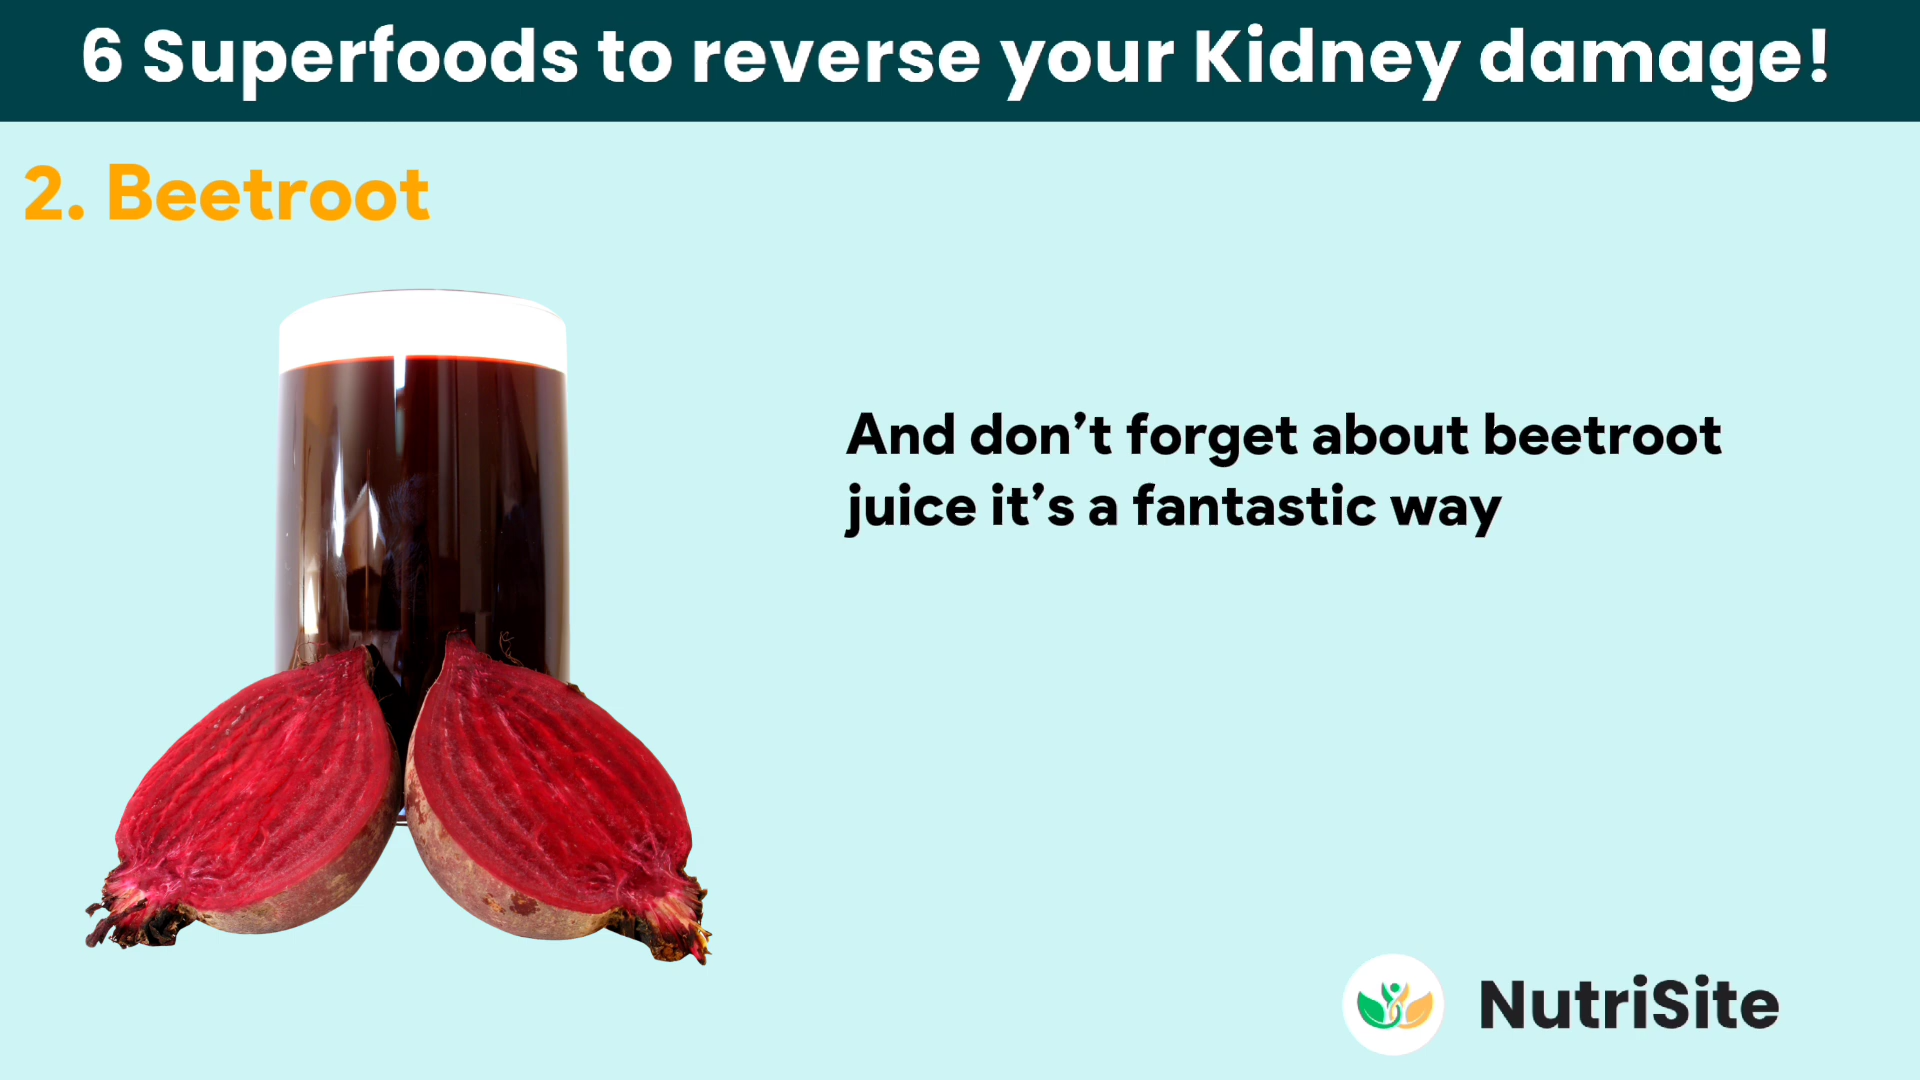 6 Superfoods to reverse your Kidney damage!
2. Beetroot
And don’t forget about beetroot
juice it’s a fantastic way
NutriSite